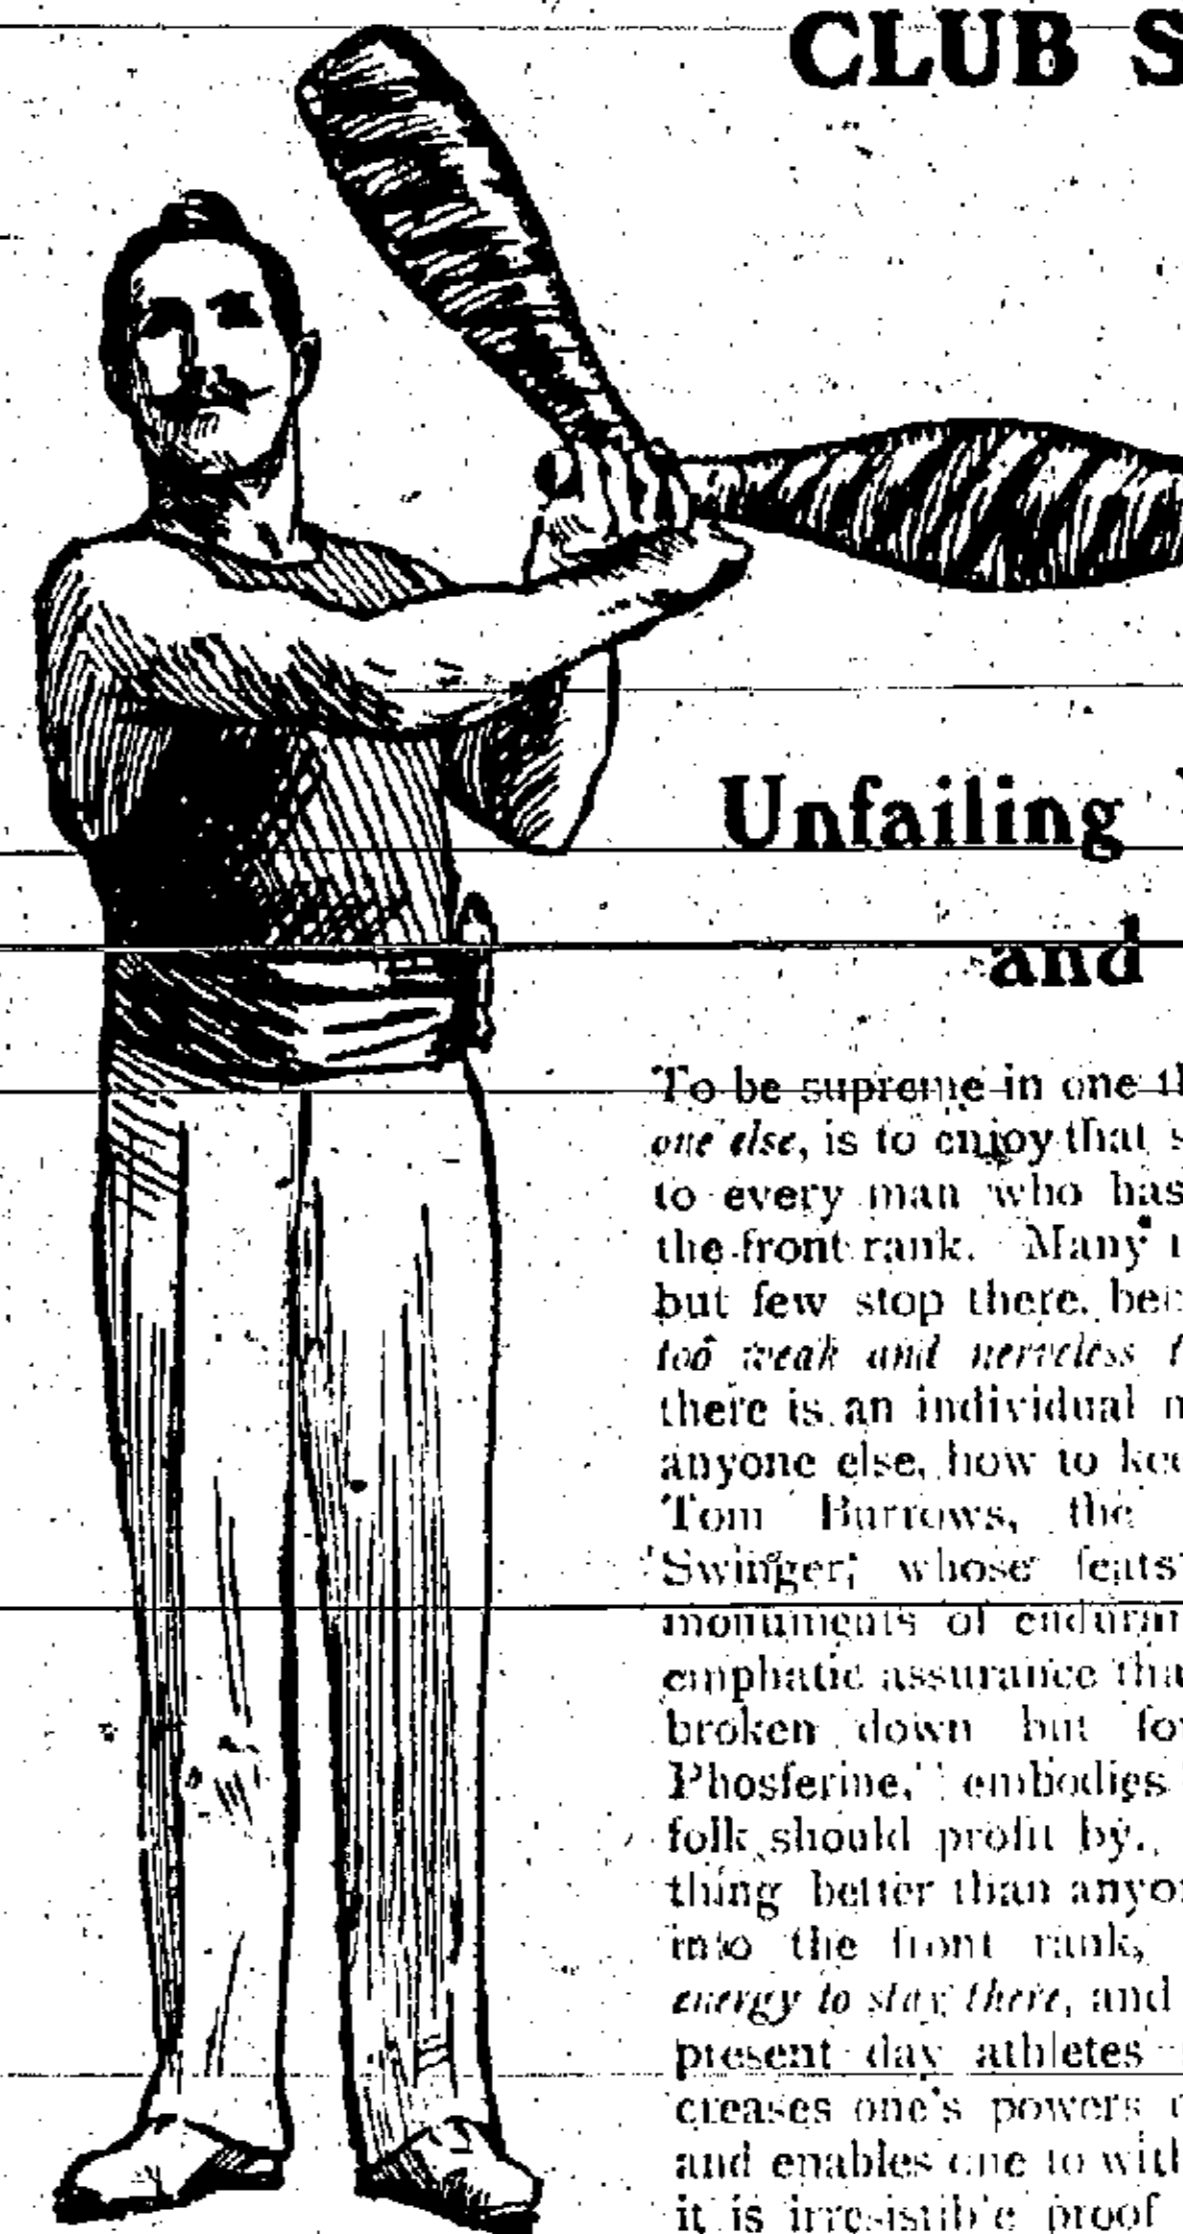 CLUB S
Unfailing
and
To be supreme in one th
one else, is to enjoy that s
to every man who has
the front rank. Many
but few stop there, bec
too weak and nerveless t
there is an individual
anyone else, how to kee
Tom Burrows, the
Swinger, whose feats
monuments of enduran
emphatic assurance tha
broken down but fo
Phosferine," embodies
folk should profit by.
thing better than anyo
into the front rank,
energy to stay there, and
present day athletes
creases one's powers
and enables one to with
it is irresistible proof